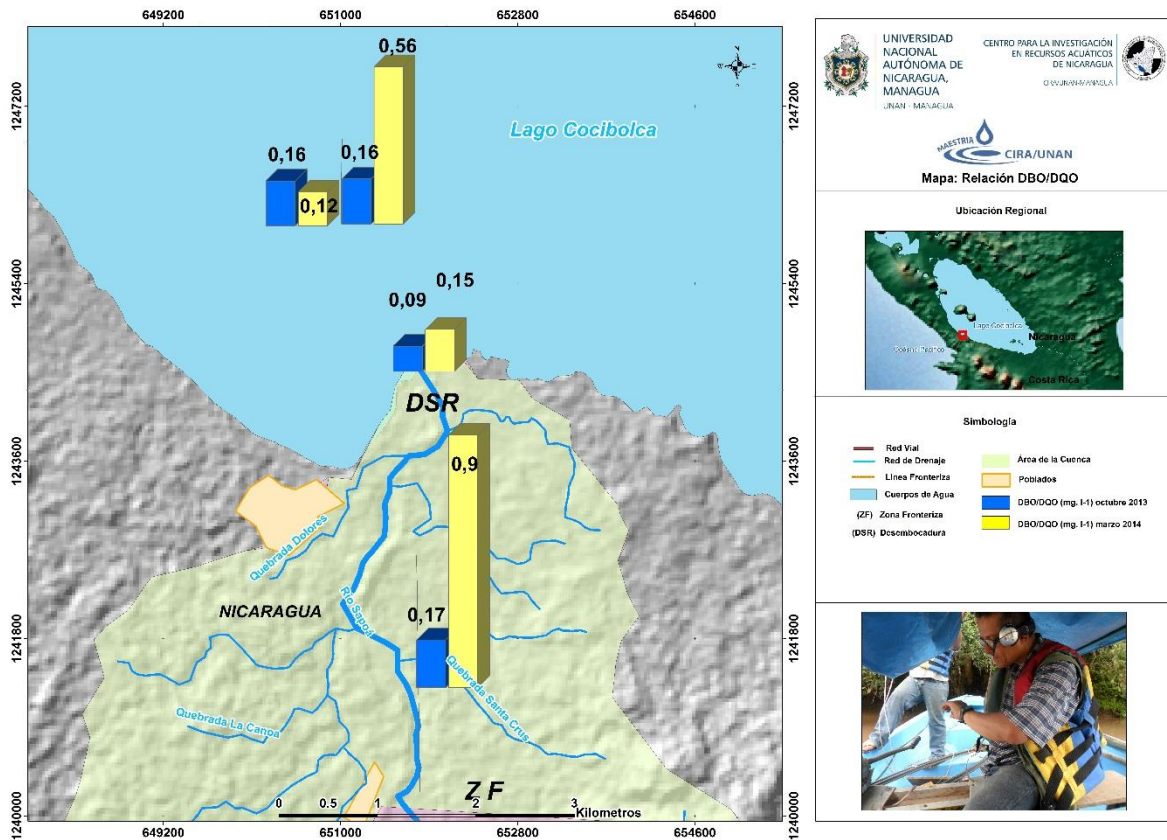 649200 651000 652800 654600
1247200
1245400
1243600
1241800
1240000
1247200
1245400
1243600
1241800
1240000
0,56
Lago Cocibolca
0,16
0,16
0,12
0,15
0,09
DSR
0,9
Quebrada Dolores
NICARAGUA
Río Sapoá
0,17
Quebrada Santa Crus
Quebrada La Canoa
Z F
0 0.5 1 2 3
Kilometros
649200 651000 652800 654600
UNIVERSIDAD
NACIONAL
AUTÓNOMA DE
NICARAGUA,
MANAGUA
UNAN - MANAGUA
CENTRO PARA LA INVESTIGACIÓN
EN RECURSOS ACUÁTICOS
DE NICARAGUA
CIRA/UNAN-MANAGUA
MAESTRIA
CIRA/UNAN
Mapa: Relación DBO/DQO
Ubicación Regional
Lago Cocibolca
Nicaragua
Costa Rica
Simbología
Red Vial
Red de Drenaje
Linea Fronteriza
Cuerpos de Agua
(ZF) Zona Fronteriza
(DSR) Desembocadura
Área de la Cuenca
Poblados
DBO/DQO (mg. l-1) octubre 2013
DBO/DQO (mg. l-1) marzo 2014